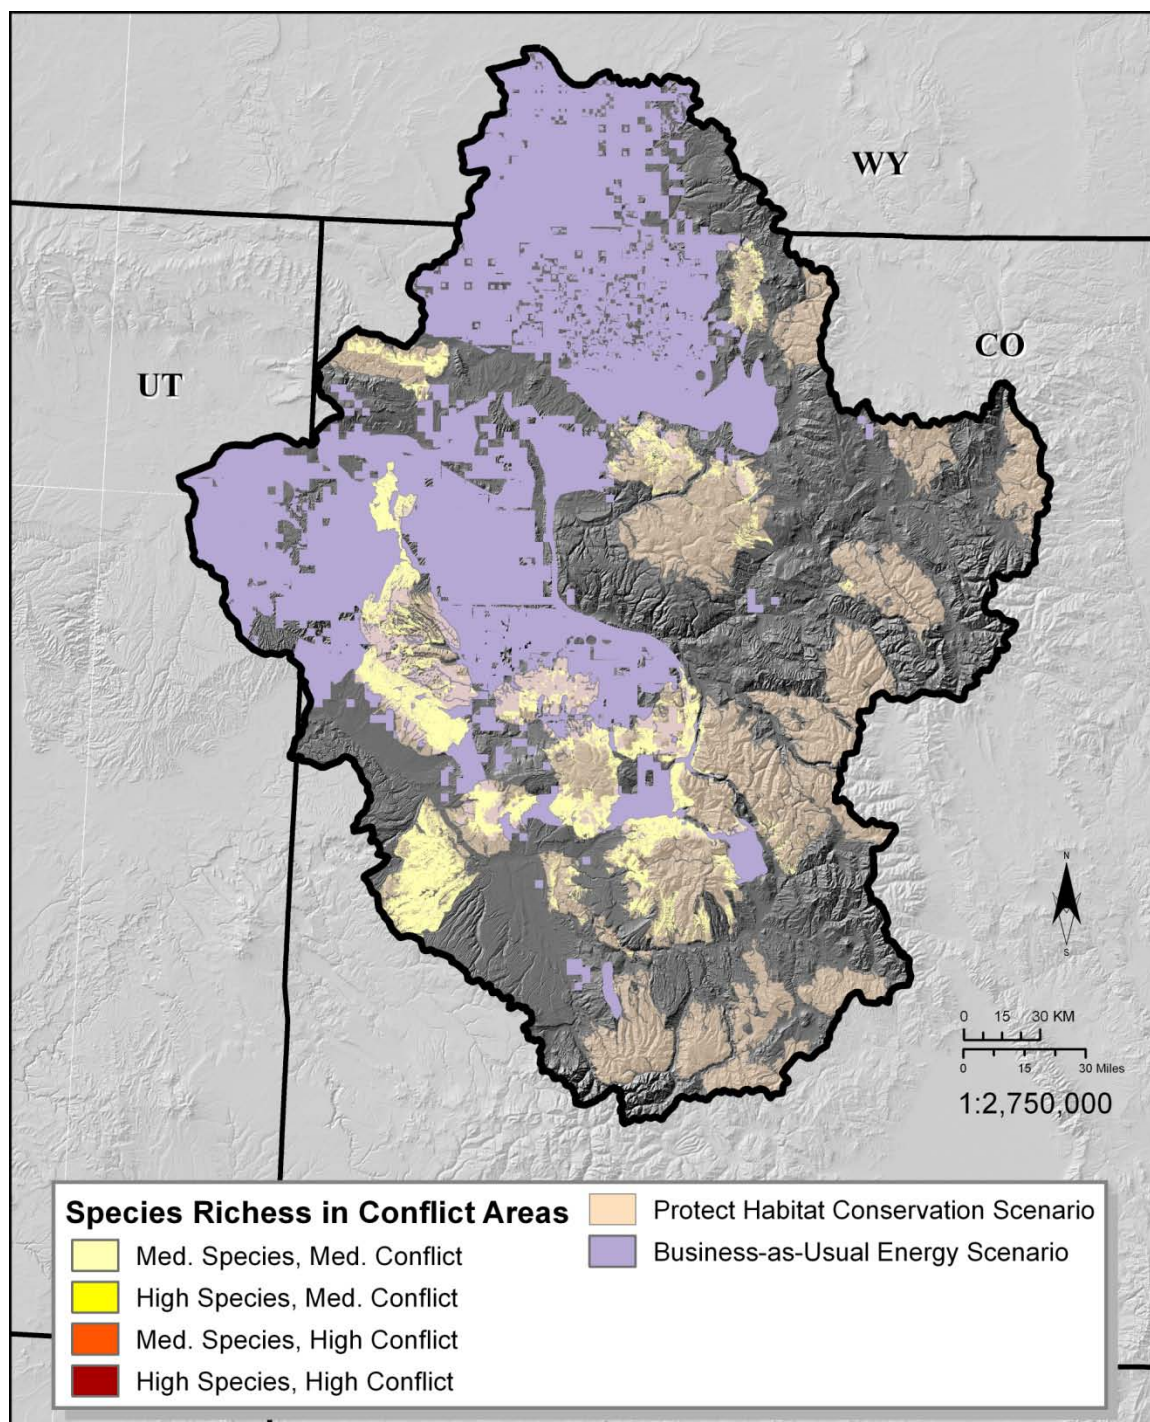 WY
CO
UT
N
S
0 15 30 KM
0 15 30 Miles
1:2,750,000
Species Richess in Conflict Areas
Med. Species, Med. Conflict
High Species, Med. Conflict
Med. Species, High Conflict
High Species, High Conflict
Protect Habitat Conservation Scenario
Business-as-Usual Energy Scenario